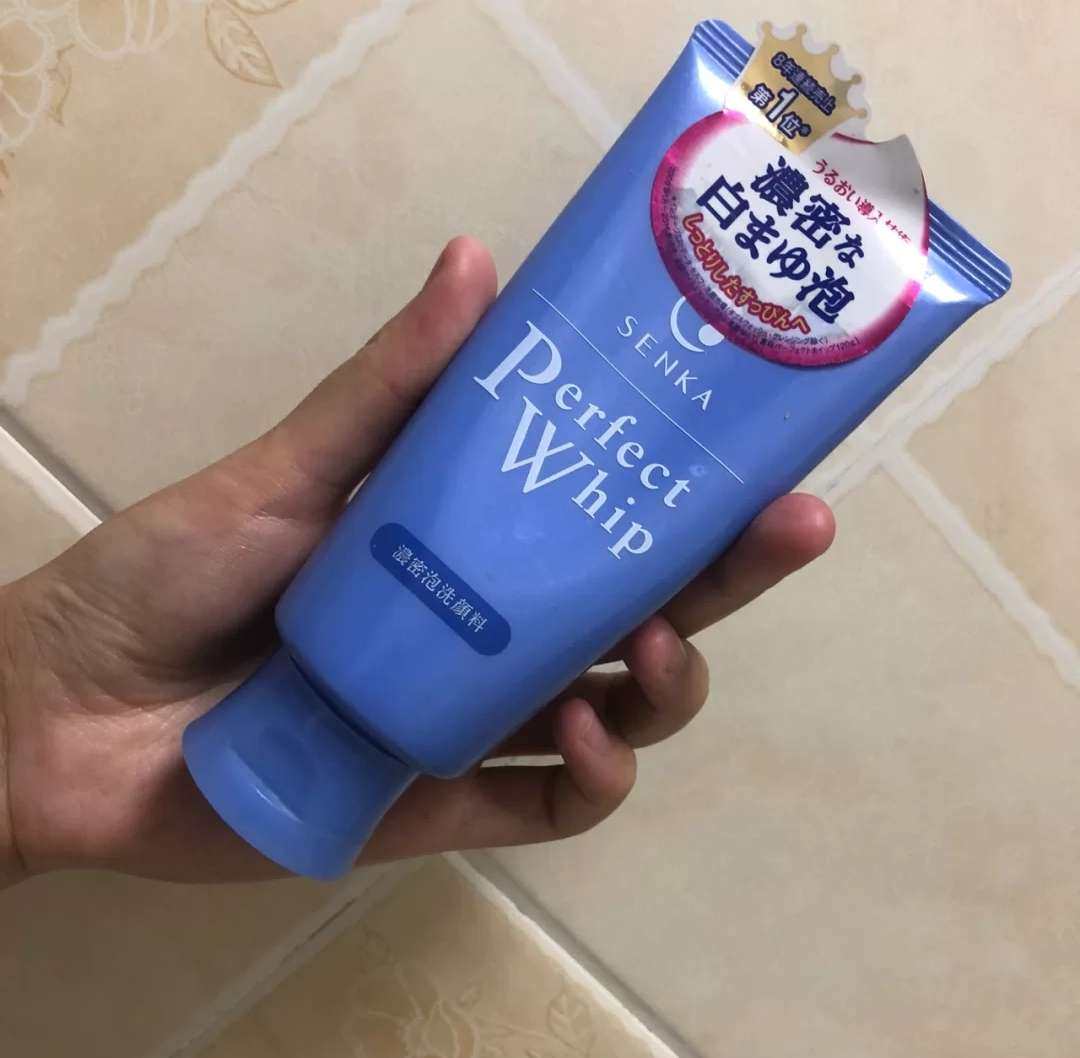 8年連続売上
第1位※
うるおい導入
濃密な
白まゆ泡
しっとりしたすっぴんへ
SENKA
Perfect
Whip
濃密泡洗顔料